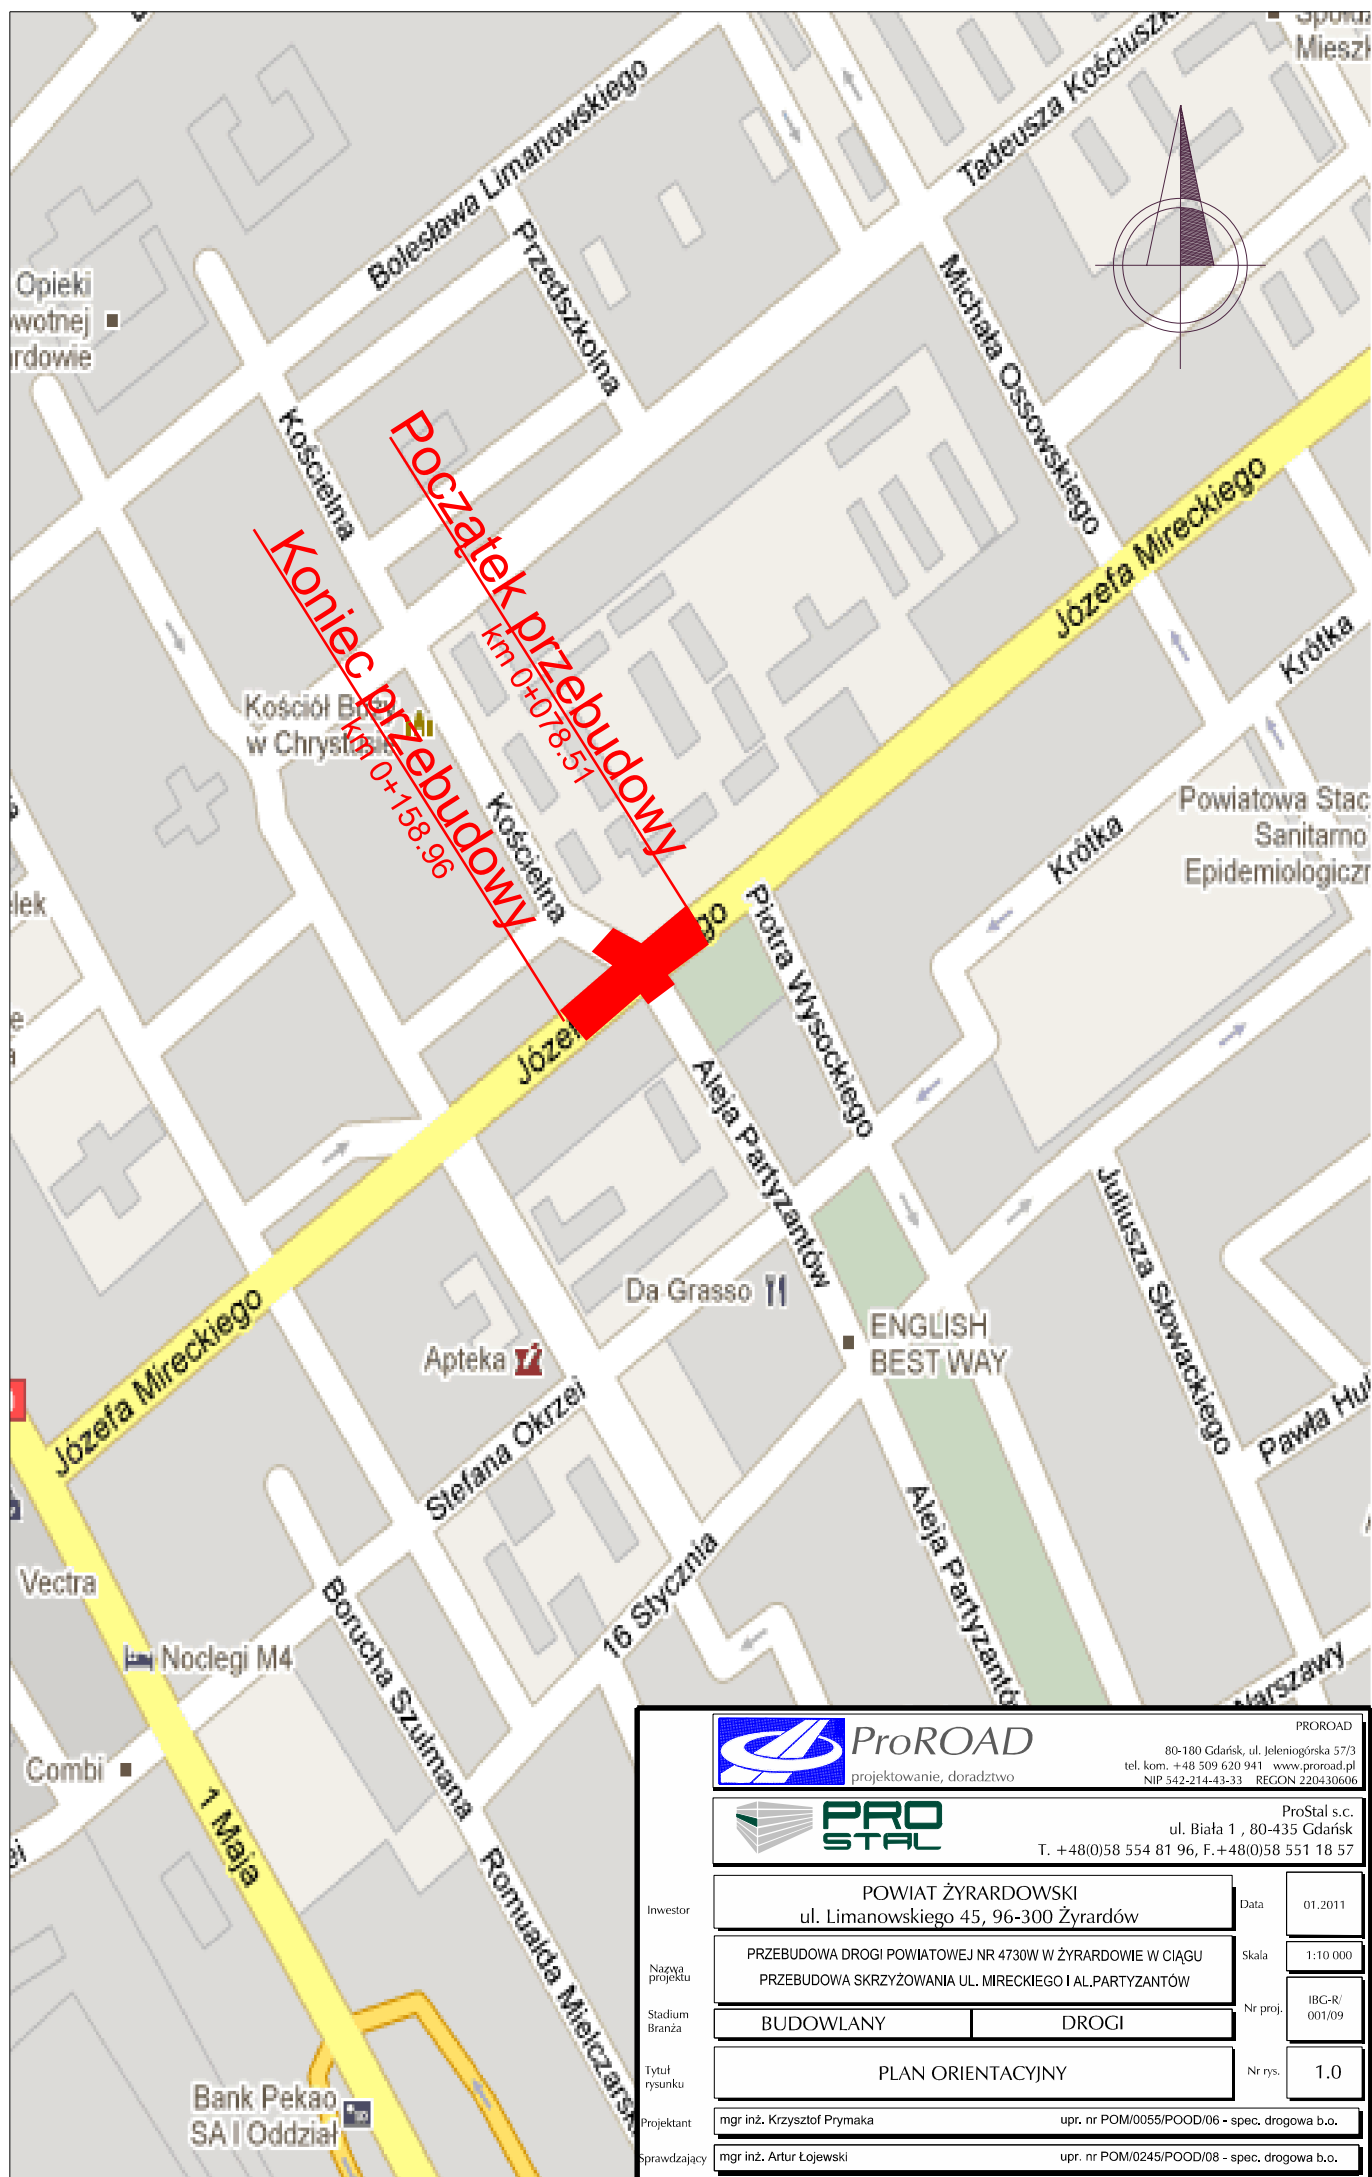 Mieszk
Tadeusza Kościuszki
Bolesława Limanowskiego
Przedszkolna
Michała Ossowskiego
Opieki
wotnej
rdowie
Kościelna
Początek przebudowy
km 0+078.51
Koniec przebudowy
km 0+158.96
Józefa Mireckiego
Krótka
Kościół Boży
w Chrystusie
Kościelna
Krótka
Powiatowa Stac
Sanitarno
Epidemiologiczn
lek
go
Piotra Wysockiego
Józef
Aleja Partyzantów
Juliusza Słowackiego
Da Grasso
ENGLISH
BEST WAY
Apteka
Józefa Mireckiego
Stefana Okrzei
Pawła Hul
Aleja Partyzantó
Vectra
16 Stycznia
Borucha Szulmana
Noclegi M4
Warszawy
Combi
1 Maja
Romualda Mielczarsk
Bank Pekao
SA I Oddział
ProROAD
projektowanie, doradztwo
PROROAD
80-180 Gdańsk, ul. Jeleniogórska 57/3
tel. kom. +48 509 620 941 www.proroad.pl
NIP 542-214-43-33 REGON 220430606
PRO
STAL
ProStal s.c.
ul. Biała 1 , 80-435 Gdańsk
T. +48(0)58 554 81 96, F.+48(0)58 551 18 57
Inwestor
POWIAT ŻYRARDOWSKI
ul. Limanowskiego 45, 96-300 Żyrardów
Data
01.2011
Nazwa
projektu
PRZEBUDOWA DROGI POWIATOWEJ NR 4730W W ŻYRARDOWIE W CIĄGU
PRZEBUDOWA SKRZYŻOWANIA UL. MIRECKIEGO I AL.PARTYZANTÓW
Skala
1:10 000
Nr proj.
IBG-R/
001/09
Stadium
Branża
BUDOWLANY
DROGI
Tytuł
rysunku
PLAN ORIENTACYJNY
Nr rys.
1.0
Projektant
mgr inż. Krzysztof Prymaka upr. nr POM/0055/POOD/06 - spec. drogowa b.o.
Sprawdzający
mgr inż. Artur Łojewski upr. nr POM/0245/POOD/08 - spec. drogowa b.o.